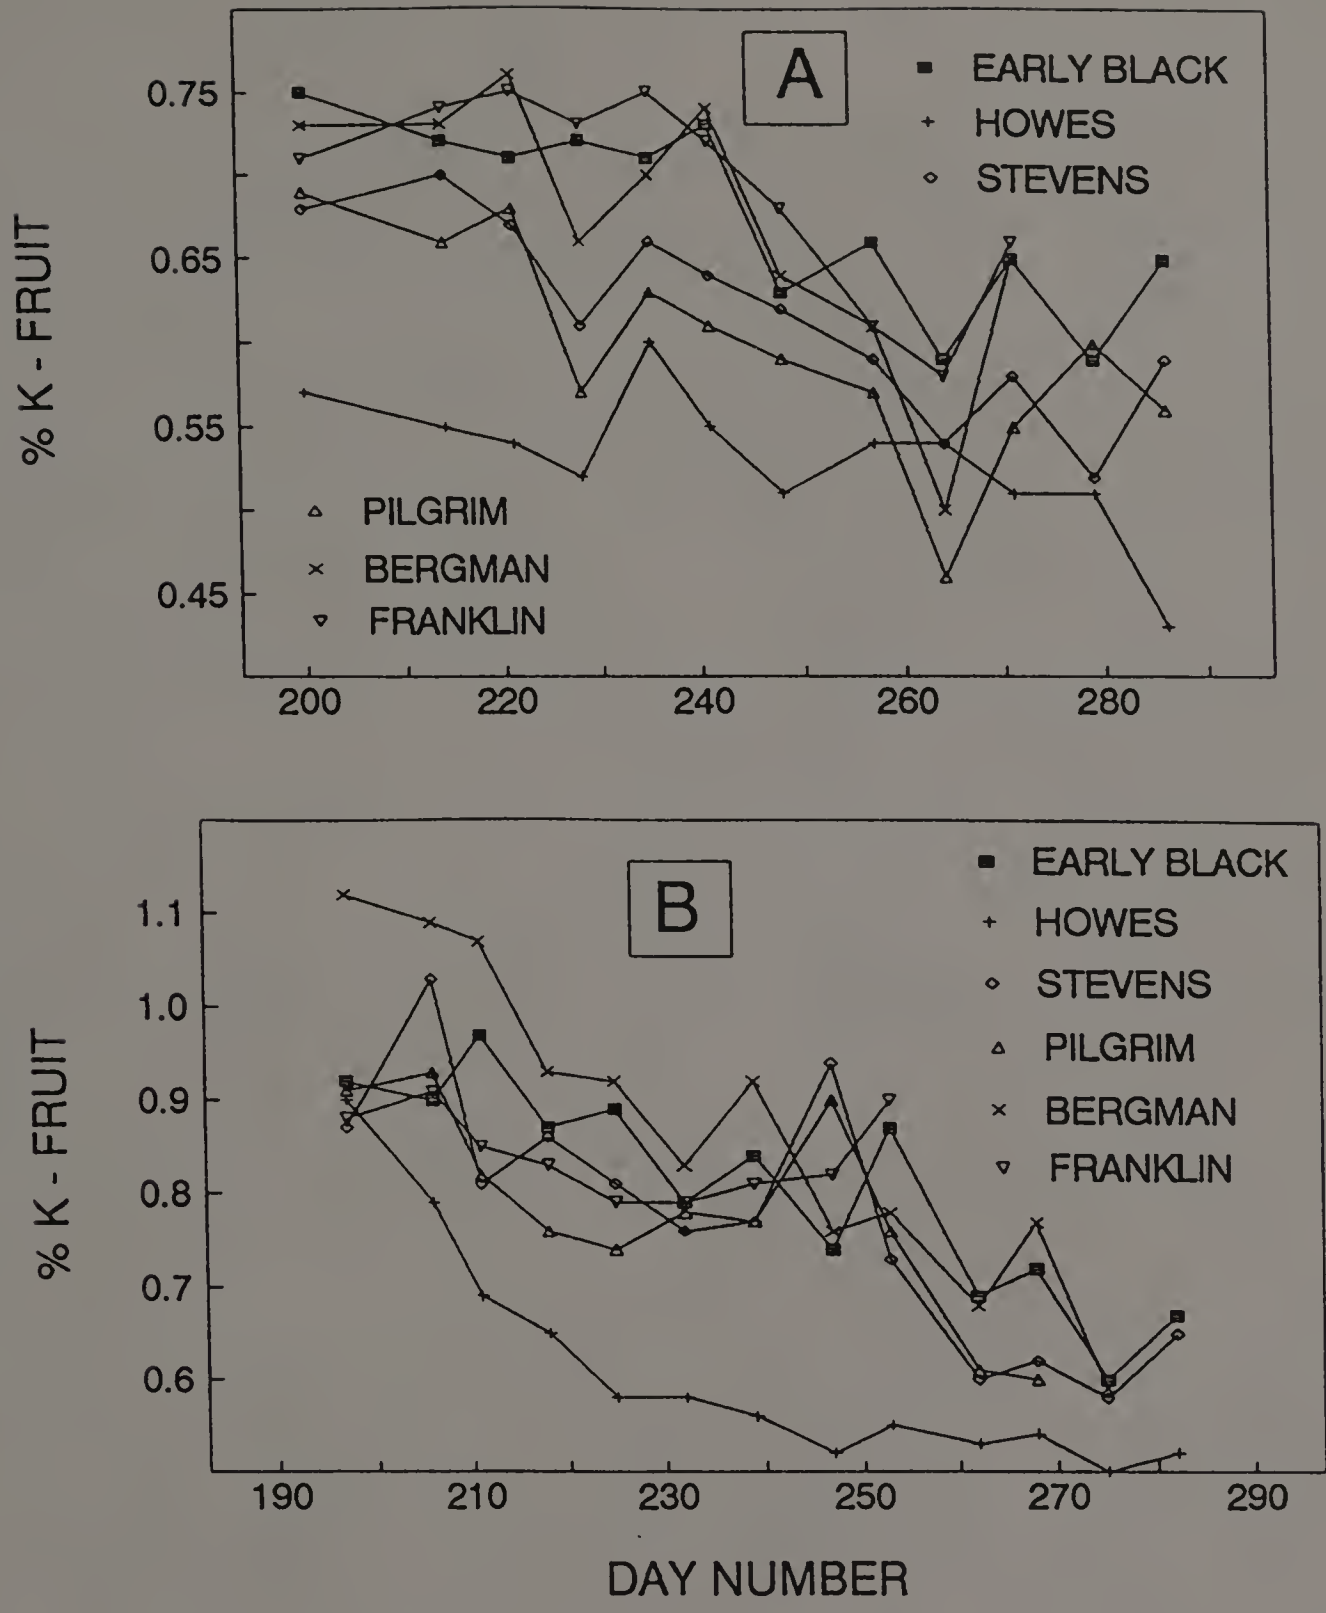 A
EARLY BLACK
HOWES
STEVENS
PILGRIM
BERGMAN
FRANKLIN
% K - FRUIT
0.75
0.65
0.55
0.45
200 220 240 260 280
B
EARLY BLACK
HOWES
STEVENS
PILGRIM
BERGMAN
FRANKLIN
% K - FRUIT
1.1
1.0
0.9
0.8
0.7
0.6
190 210 230 250 270 290
DAY NUMBER